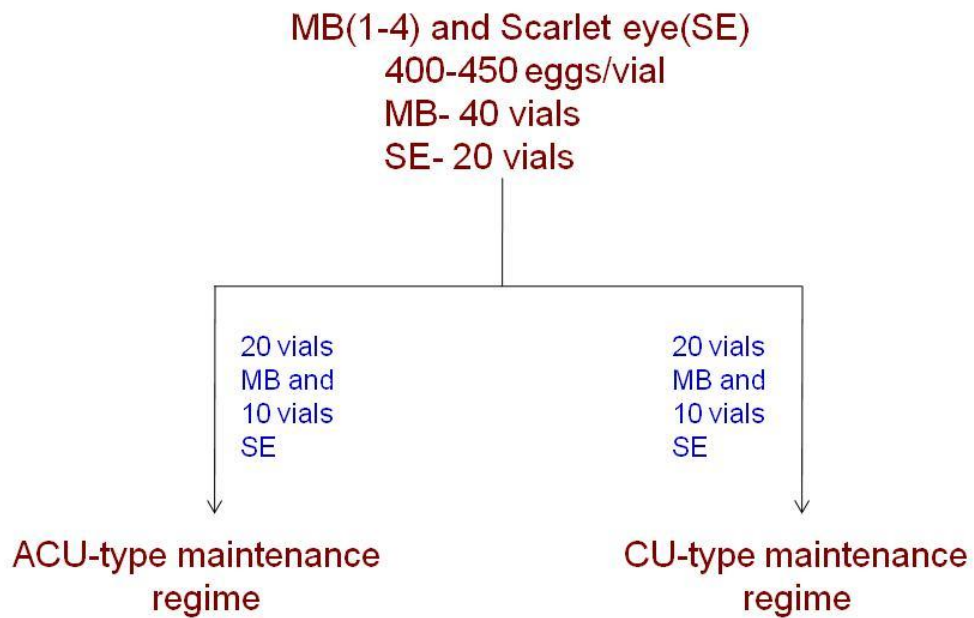 MB(1-4) and Scarlet eye(SE)
400-450 eggs/vial
MB- 40 vials
SE- 20 vials
20 vials
MB and
10 vials
SE
20 vials
MB and
10 vials
SE
ACU-type maintenance
regime
CU-type maintenance
regime